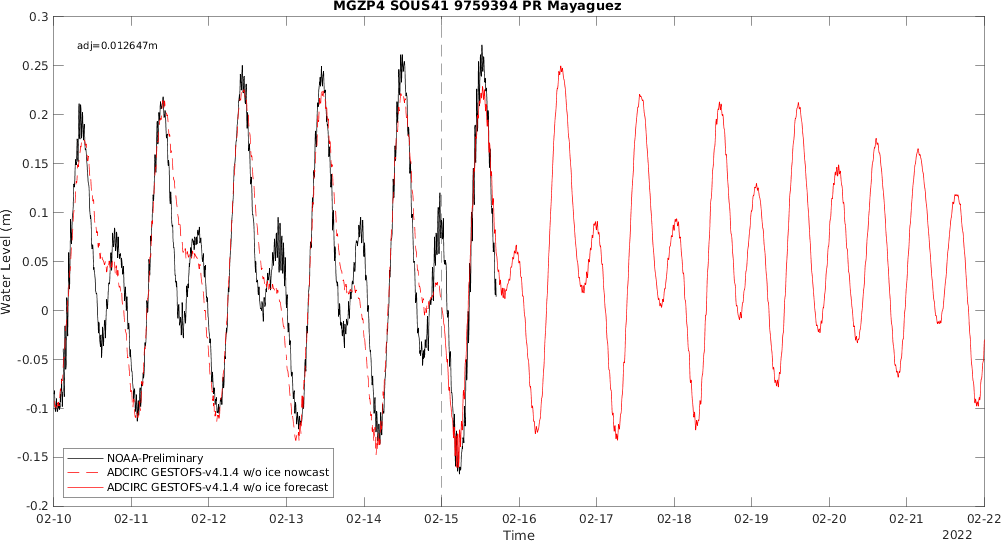 MGZP4 SOUS41 9759394 PR Mayaguez
0.3
adj=0.012647m
0.25
0.2
0.15
0.1
0.05
0
-0.05
-0.1
-0.15
-0.2
Water Level (m)
NOAA-Preliminary
ADCIRC GESTOFS-v4.1.4 w/o ice nowcast
ADCIRC GESTOFS-v4.1.4 w/o ice forecast
02-10 02-11 02-12 02-13 02-14 02-15 02-16 02-17 02-18 02-19 02-20 02-21 02-22
Time
2022